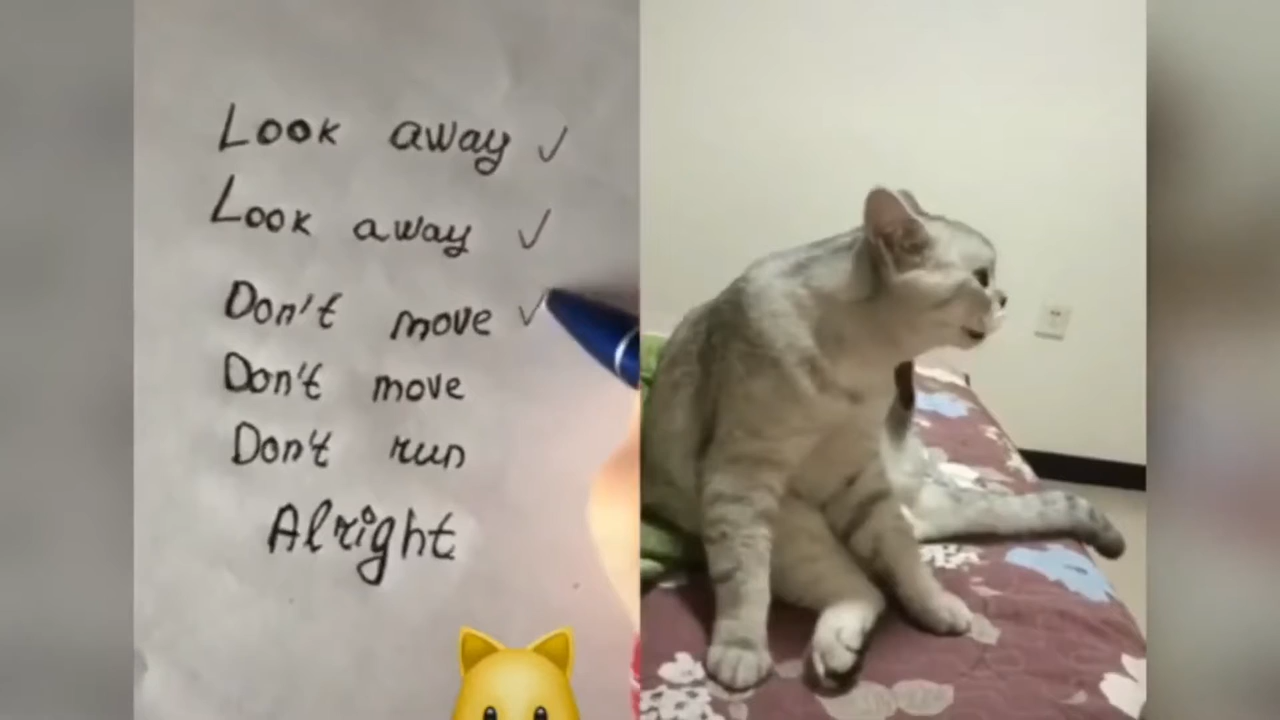 Look away ✓
Look away ✓
Don't move ✓
Don't move
Don't run
Alright